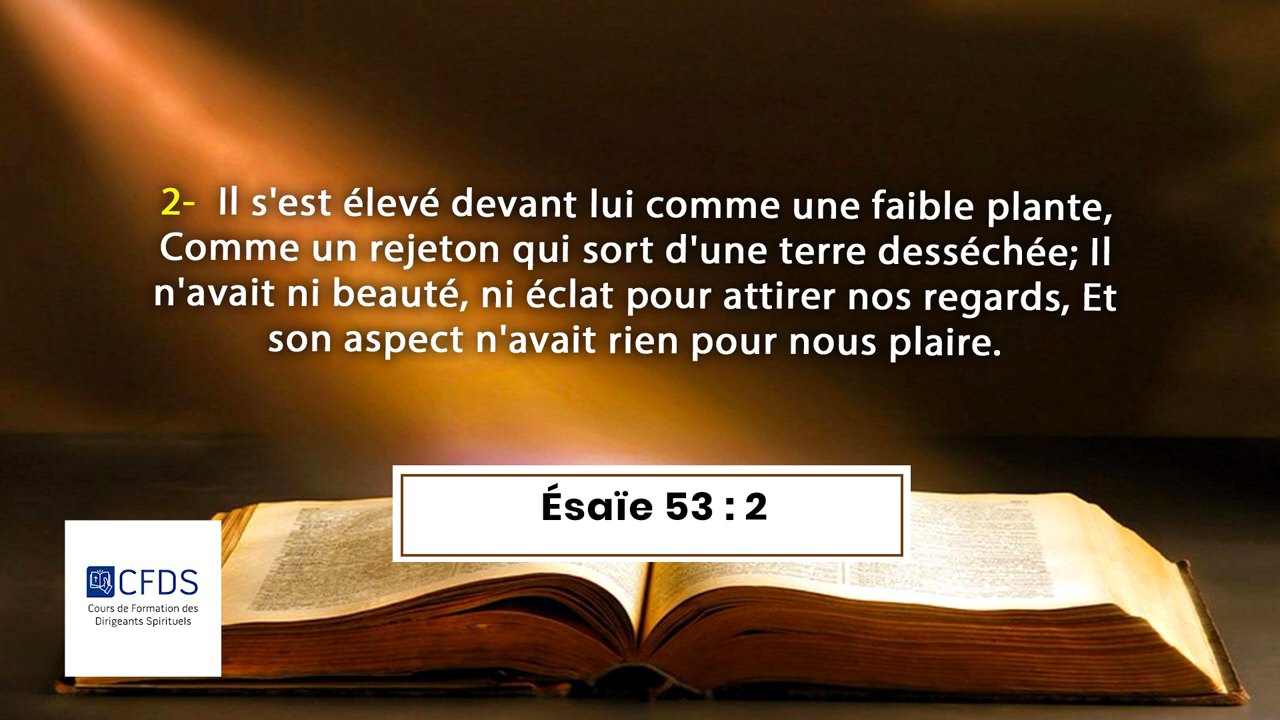 2- Il s'est élevé devant lui comme une faible plante,
Comme un rejeton qui sort d'une terre desséchée; Il
n'avait ni beauté, ni éclat pour attirer nos regards, Et
son aspect n'avait rien pour nous plaire.
Ésaïe 53 : 2
CFDS
Cours de Formation des
Dirigeants Spirituels